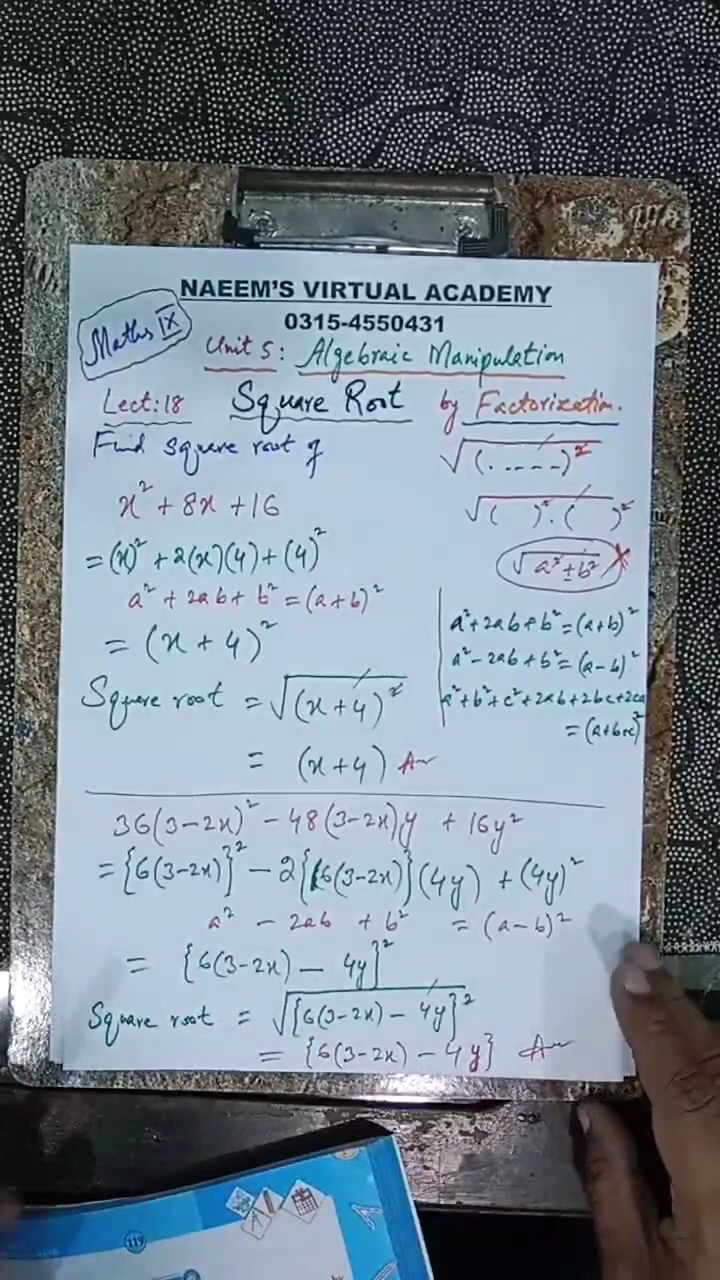 NAEEM'S VIRTUAL ACADEMY
0315-4550431
Maths IX
Unit 5: Algebraic Manipulation
Lect:18 Square Root by Factorization.
Find square root of
√(.....)²
x² + 8x + 16
√( )².( )²
= (x)² + 2(x)(4) + (4)²
√a²±b²
a² + 2ab + b² = (a+b)²
= (x + 4)²
a²+2ab+b²=(a+b)²
a²-2ab+b²=(a-b)²
a²+b²+c²+2ab+2bc+2ca
=(a+b+c)²
Square root = √(x+4)²
= (x+4) Ans
36(3-2x)² - 48(3-2x)y + 16y²
= {6(3-2x)}² - 2{6(3-2x)}(4y) + (4y)²
a² - 2ab + b² = (a-b)²
= {6(3-2x) - 4y}²
Square root = √{6(3-2x) - 4y}²
= {6(3-2x) - 4y} Ans
119